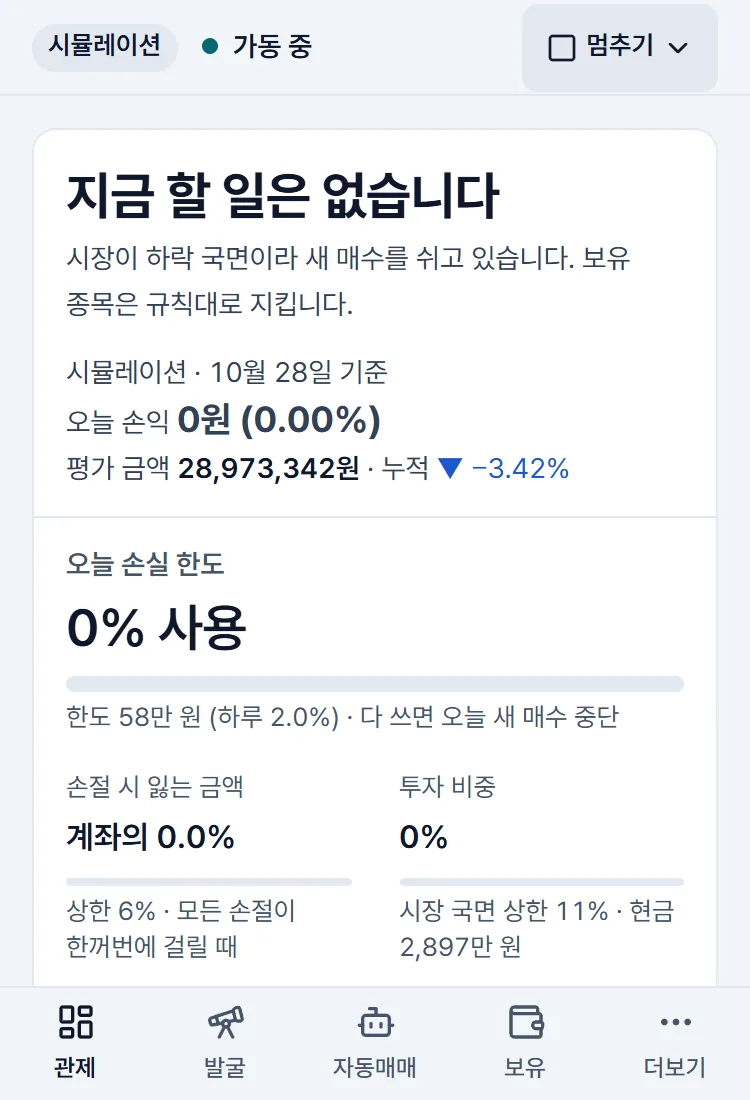 시뮬레이션 가동 중 멈추기
지금 할 일은 없습니다
시장이 하락 국면이라 새 매수를 쉬고 있습니다. 보유
종목은 규칙대로 지킵니다.
시뮬레이션 · 10월 28일 기준
오늘 손익 0원 (0.00%)
평가 금액 28,973,342원 · 누적 ▼ −3.42%
오늘 손실 한도
0% 사용
한도 58만 원 (하루 2.0%) · 다 쓰면 오늘 새 매수 중단
손절 시 잃는 금액
계좌의 0.0%
상한 6% · 모든 손절이
한꺼번에 걸릴 때
투자 비중
0%
시장 국면 상한 11% · 현금
2,897만 원
관제 발굴 자동매매 보유 더보기